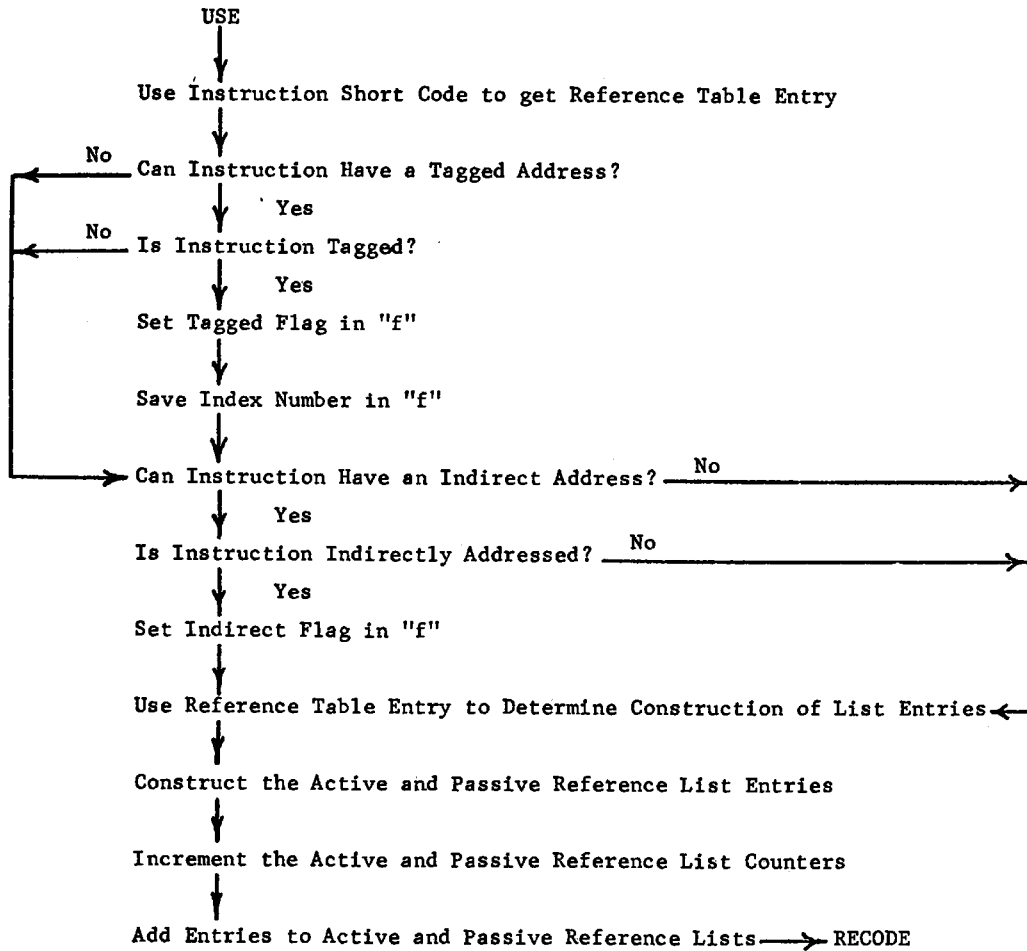 USE
Use Instruction Short Code to get Reference Table Entry
No
Can Instruction Have a Tagged Address?
Yes
No
Is Instruction Tagged?
Yes
Set Tagged Flag in "f"
Save Index Number in "f"
Can Instruction Have an Indirect Address?
No
Yes
Is Instruction Indirectly Addressed?
No
Yes
Set Indirect Flag in "f"
Use Reference Table Entry to Determine Construction of List Entries
Construct the Active and Passive Reference List Entries
Increment the Active and Passive Reference List Counters
Add Entries to Active and Passive Reference Lists
RECODE